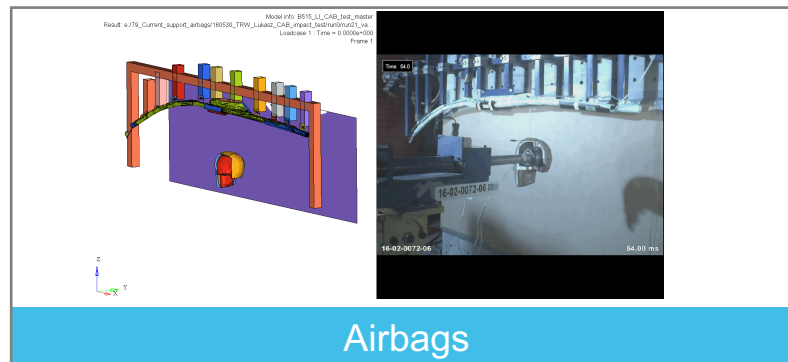 Model info: B515_LI_CAB_test_master
Result: e:/79_Current_support_airbags/160530_TRW_Lukasz_CAB_impact_test/run0/run21_va...
Loadcase 1 : Time = 0.0000e+000
Frame 1
Time: 54.0
16-02-0072-06
16-02-0072-06
54.00 ms
Z
Y
X
Airbags